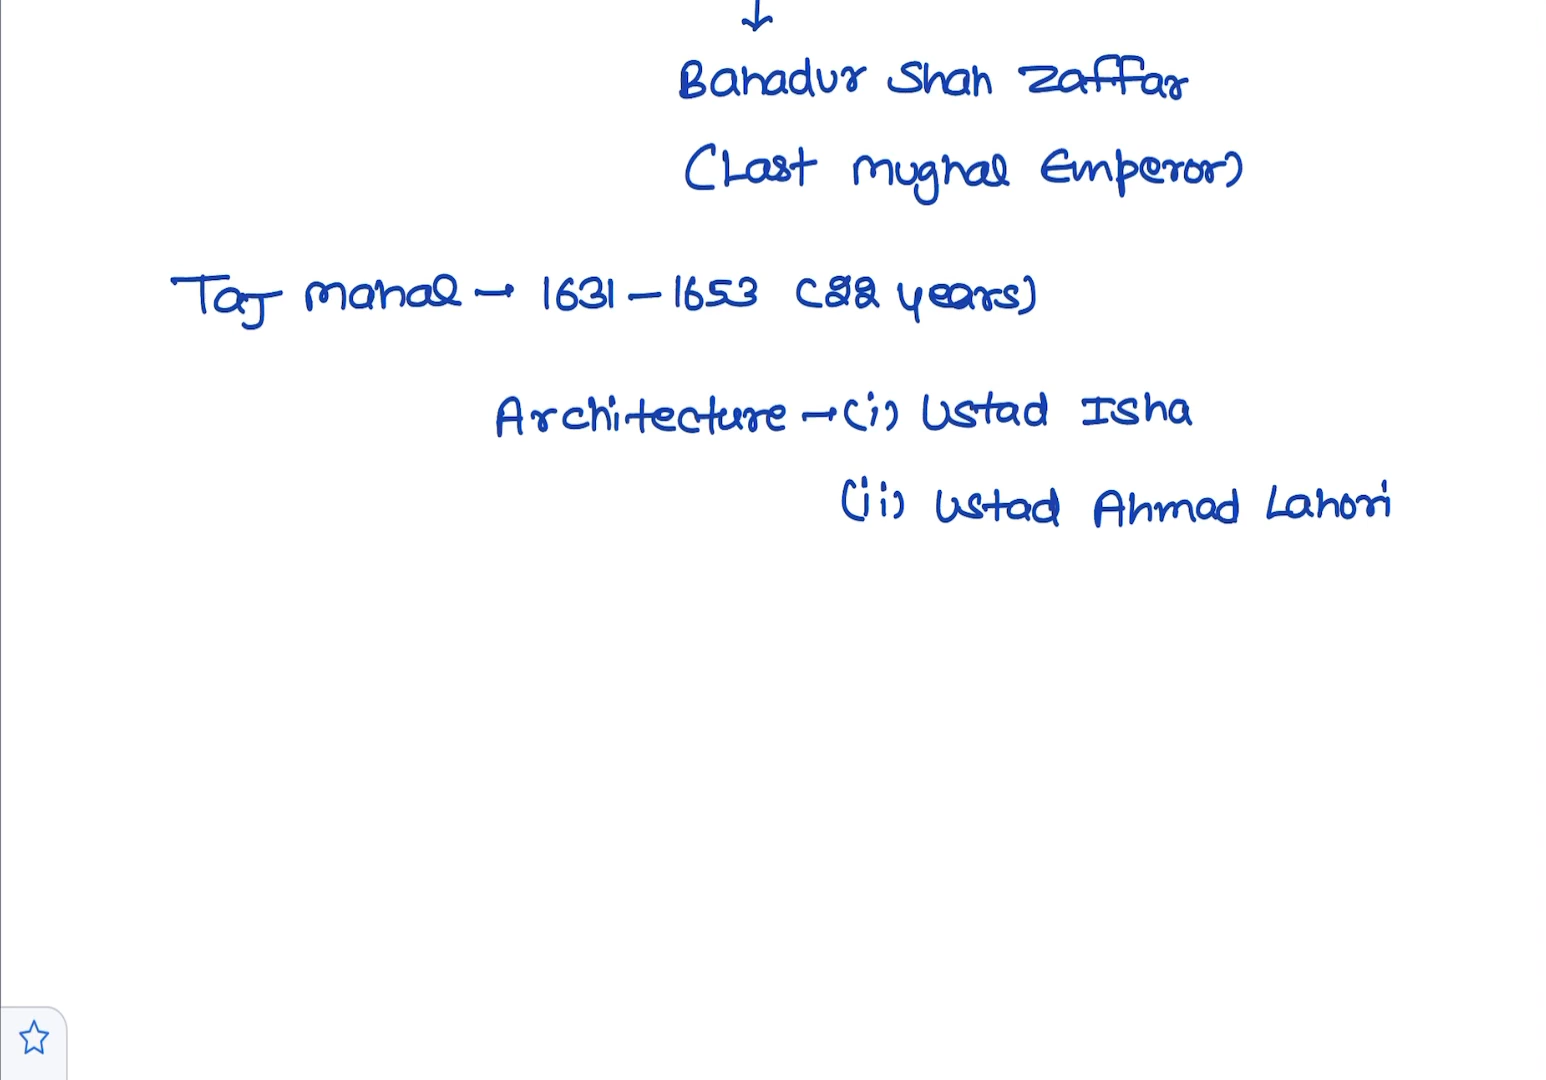 ↓
Bahadur Shah Zaffar
(Last Mughal Emperor)
Taj Mahal → 1631 – 1653 (22 years)
Architecture → (i) Ustad Isha
(ii) Ustad Ahmad Lahori